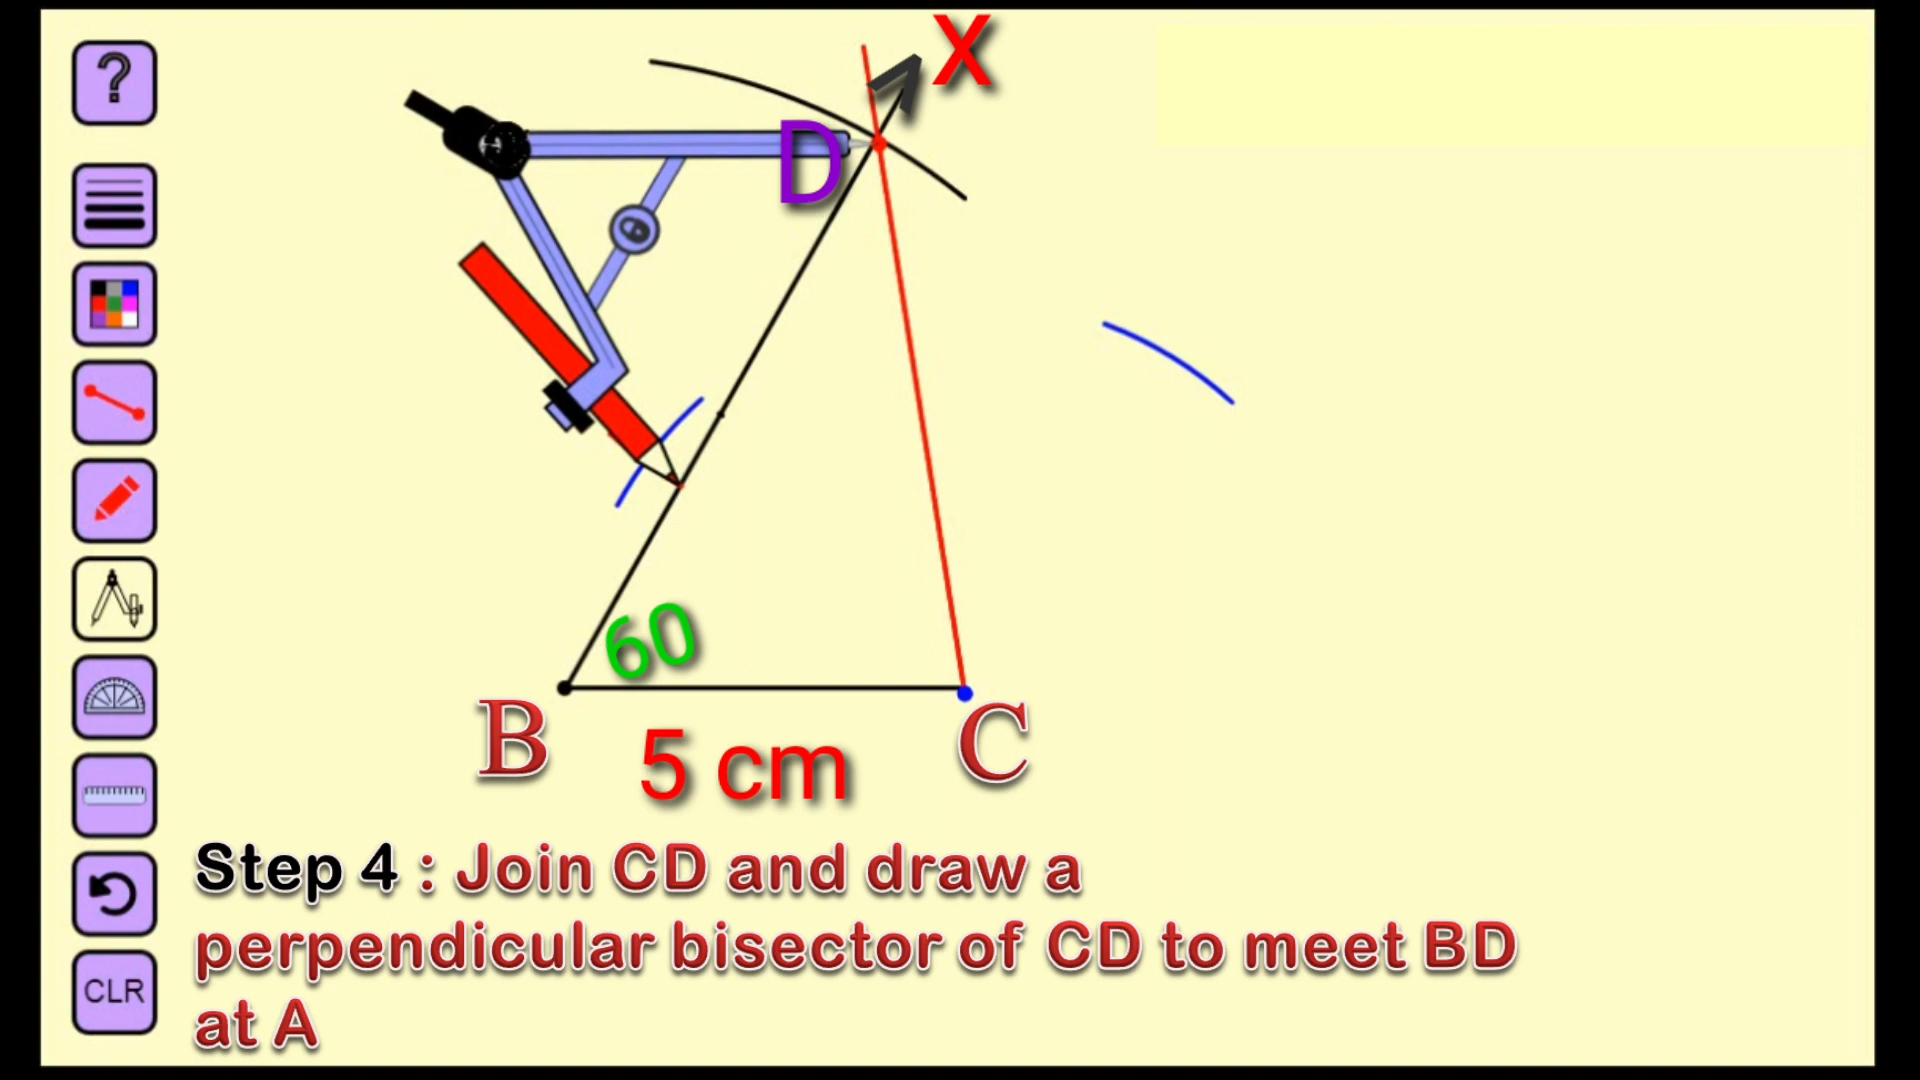 ?
X
D
60
B
C
5 cm
Step 4 : Join CD and draw a
perpendicular bisector of CD to meet BD
at A
CLR